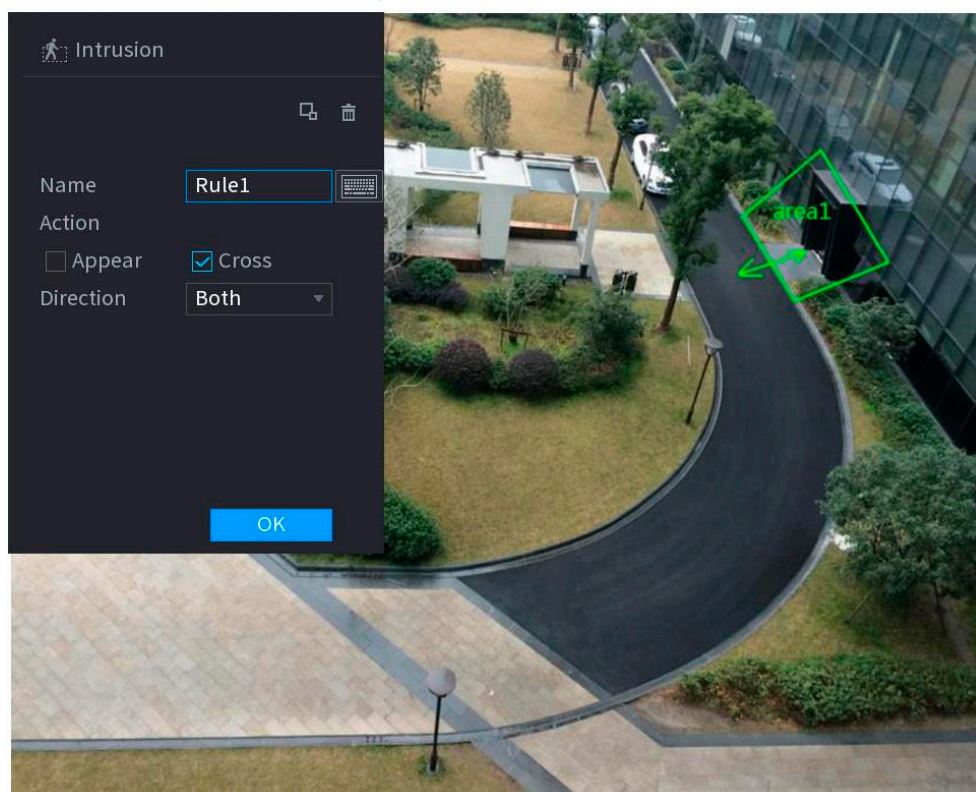 Intrusion
Name Rule1
Action
Appear Cross
Direction Both
OK
area1